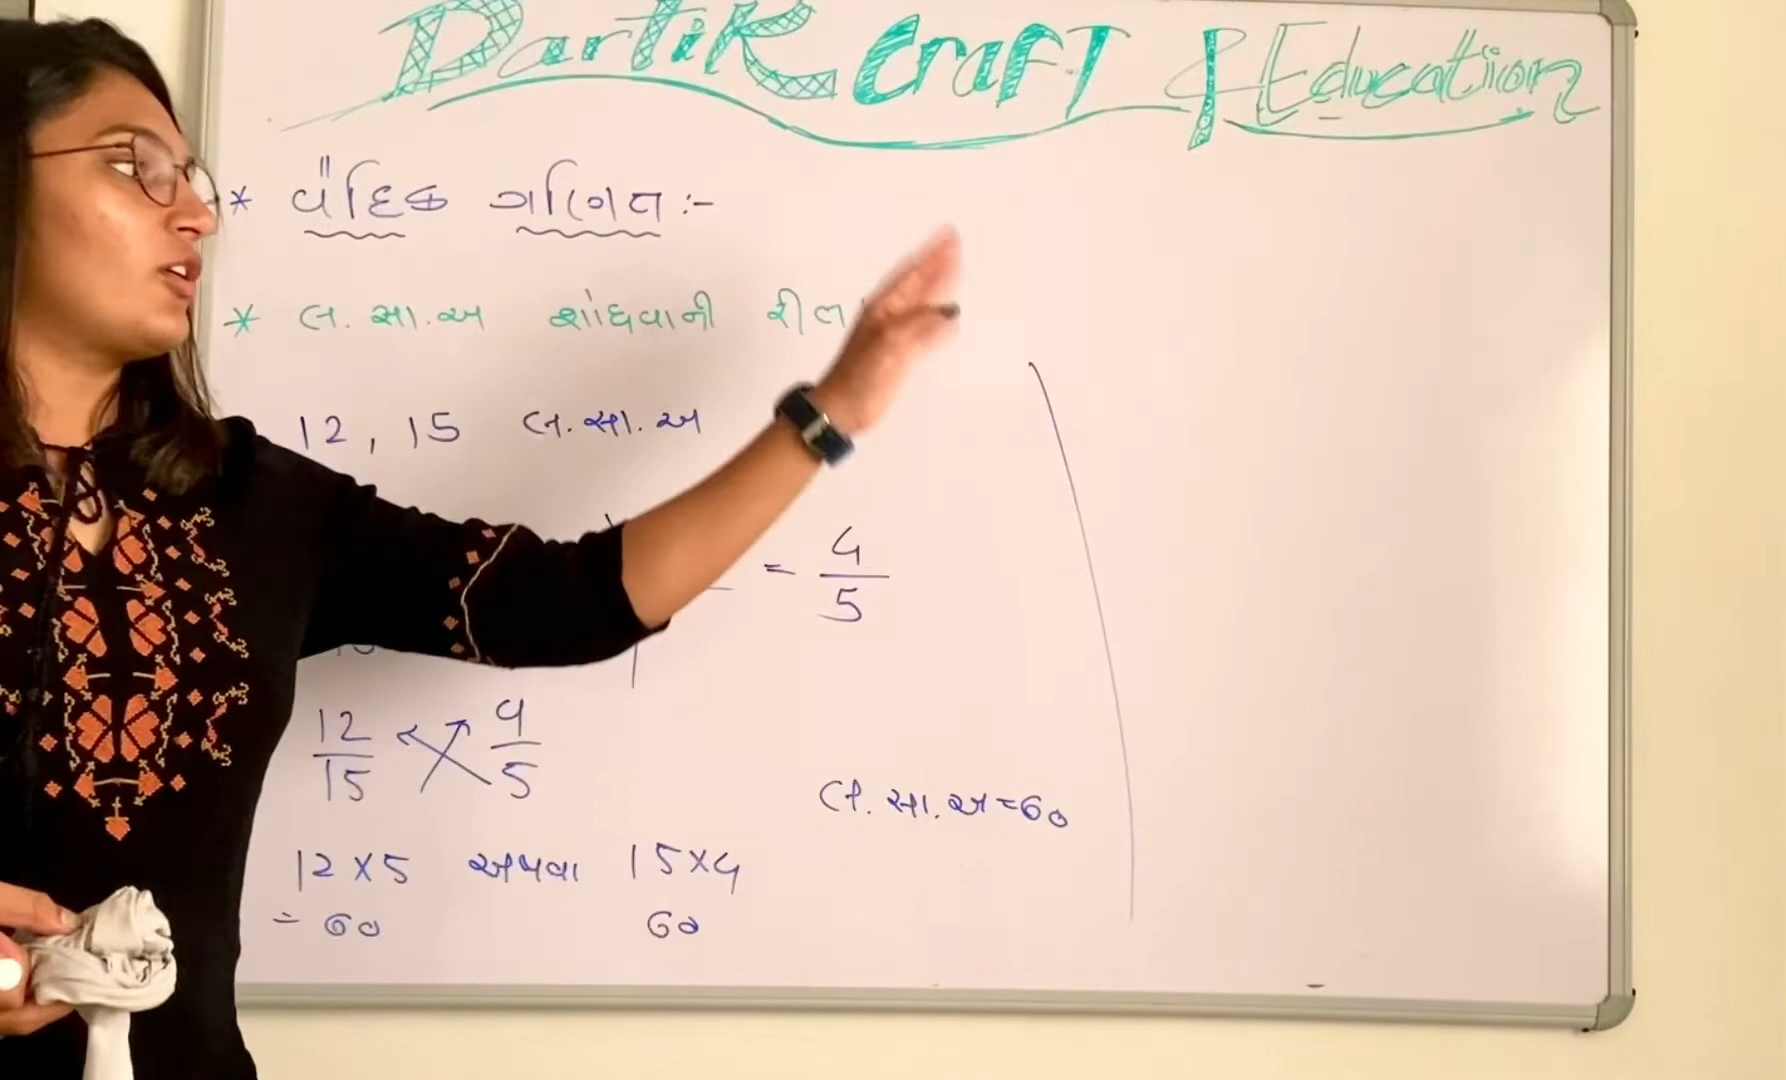 Dartik Craft & Education
* વૈદિક ગણિત :-
* લ. સા. અ શોધવાની રીત
12, 15 લ. સા. અ
= 4/5
12/15 4/5
લ. સા. અ = 60
12 x 5 અથવા 15 x 4
= 60 60